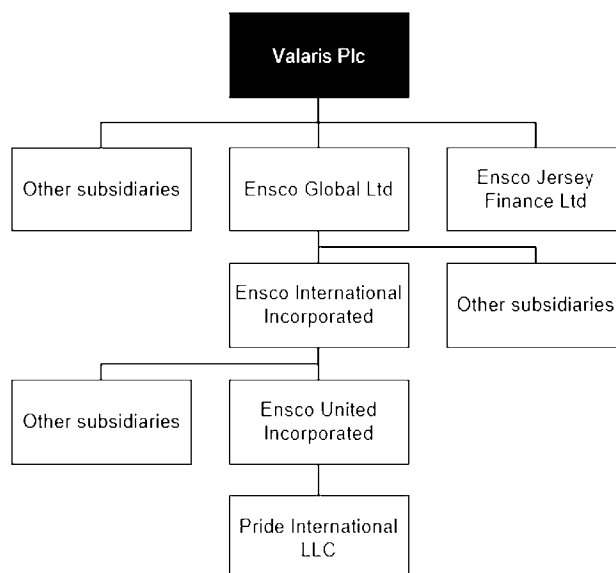 Valaris Plc
Other subsidiaries
Ensco Global Ltd
Ensco Jersey
Finance Ltd
Ensco International
Incorporated
Other subsidiaries
Other subsidiaries
Ensco United
Incorporated
Pride International
LLC